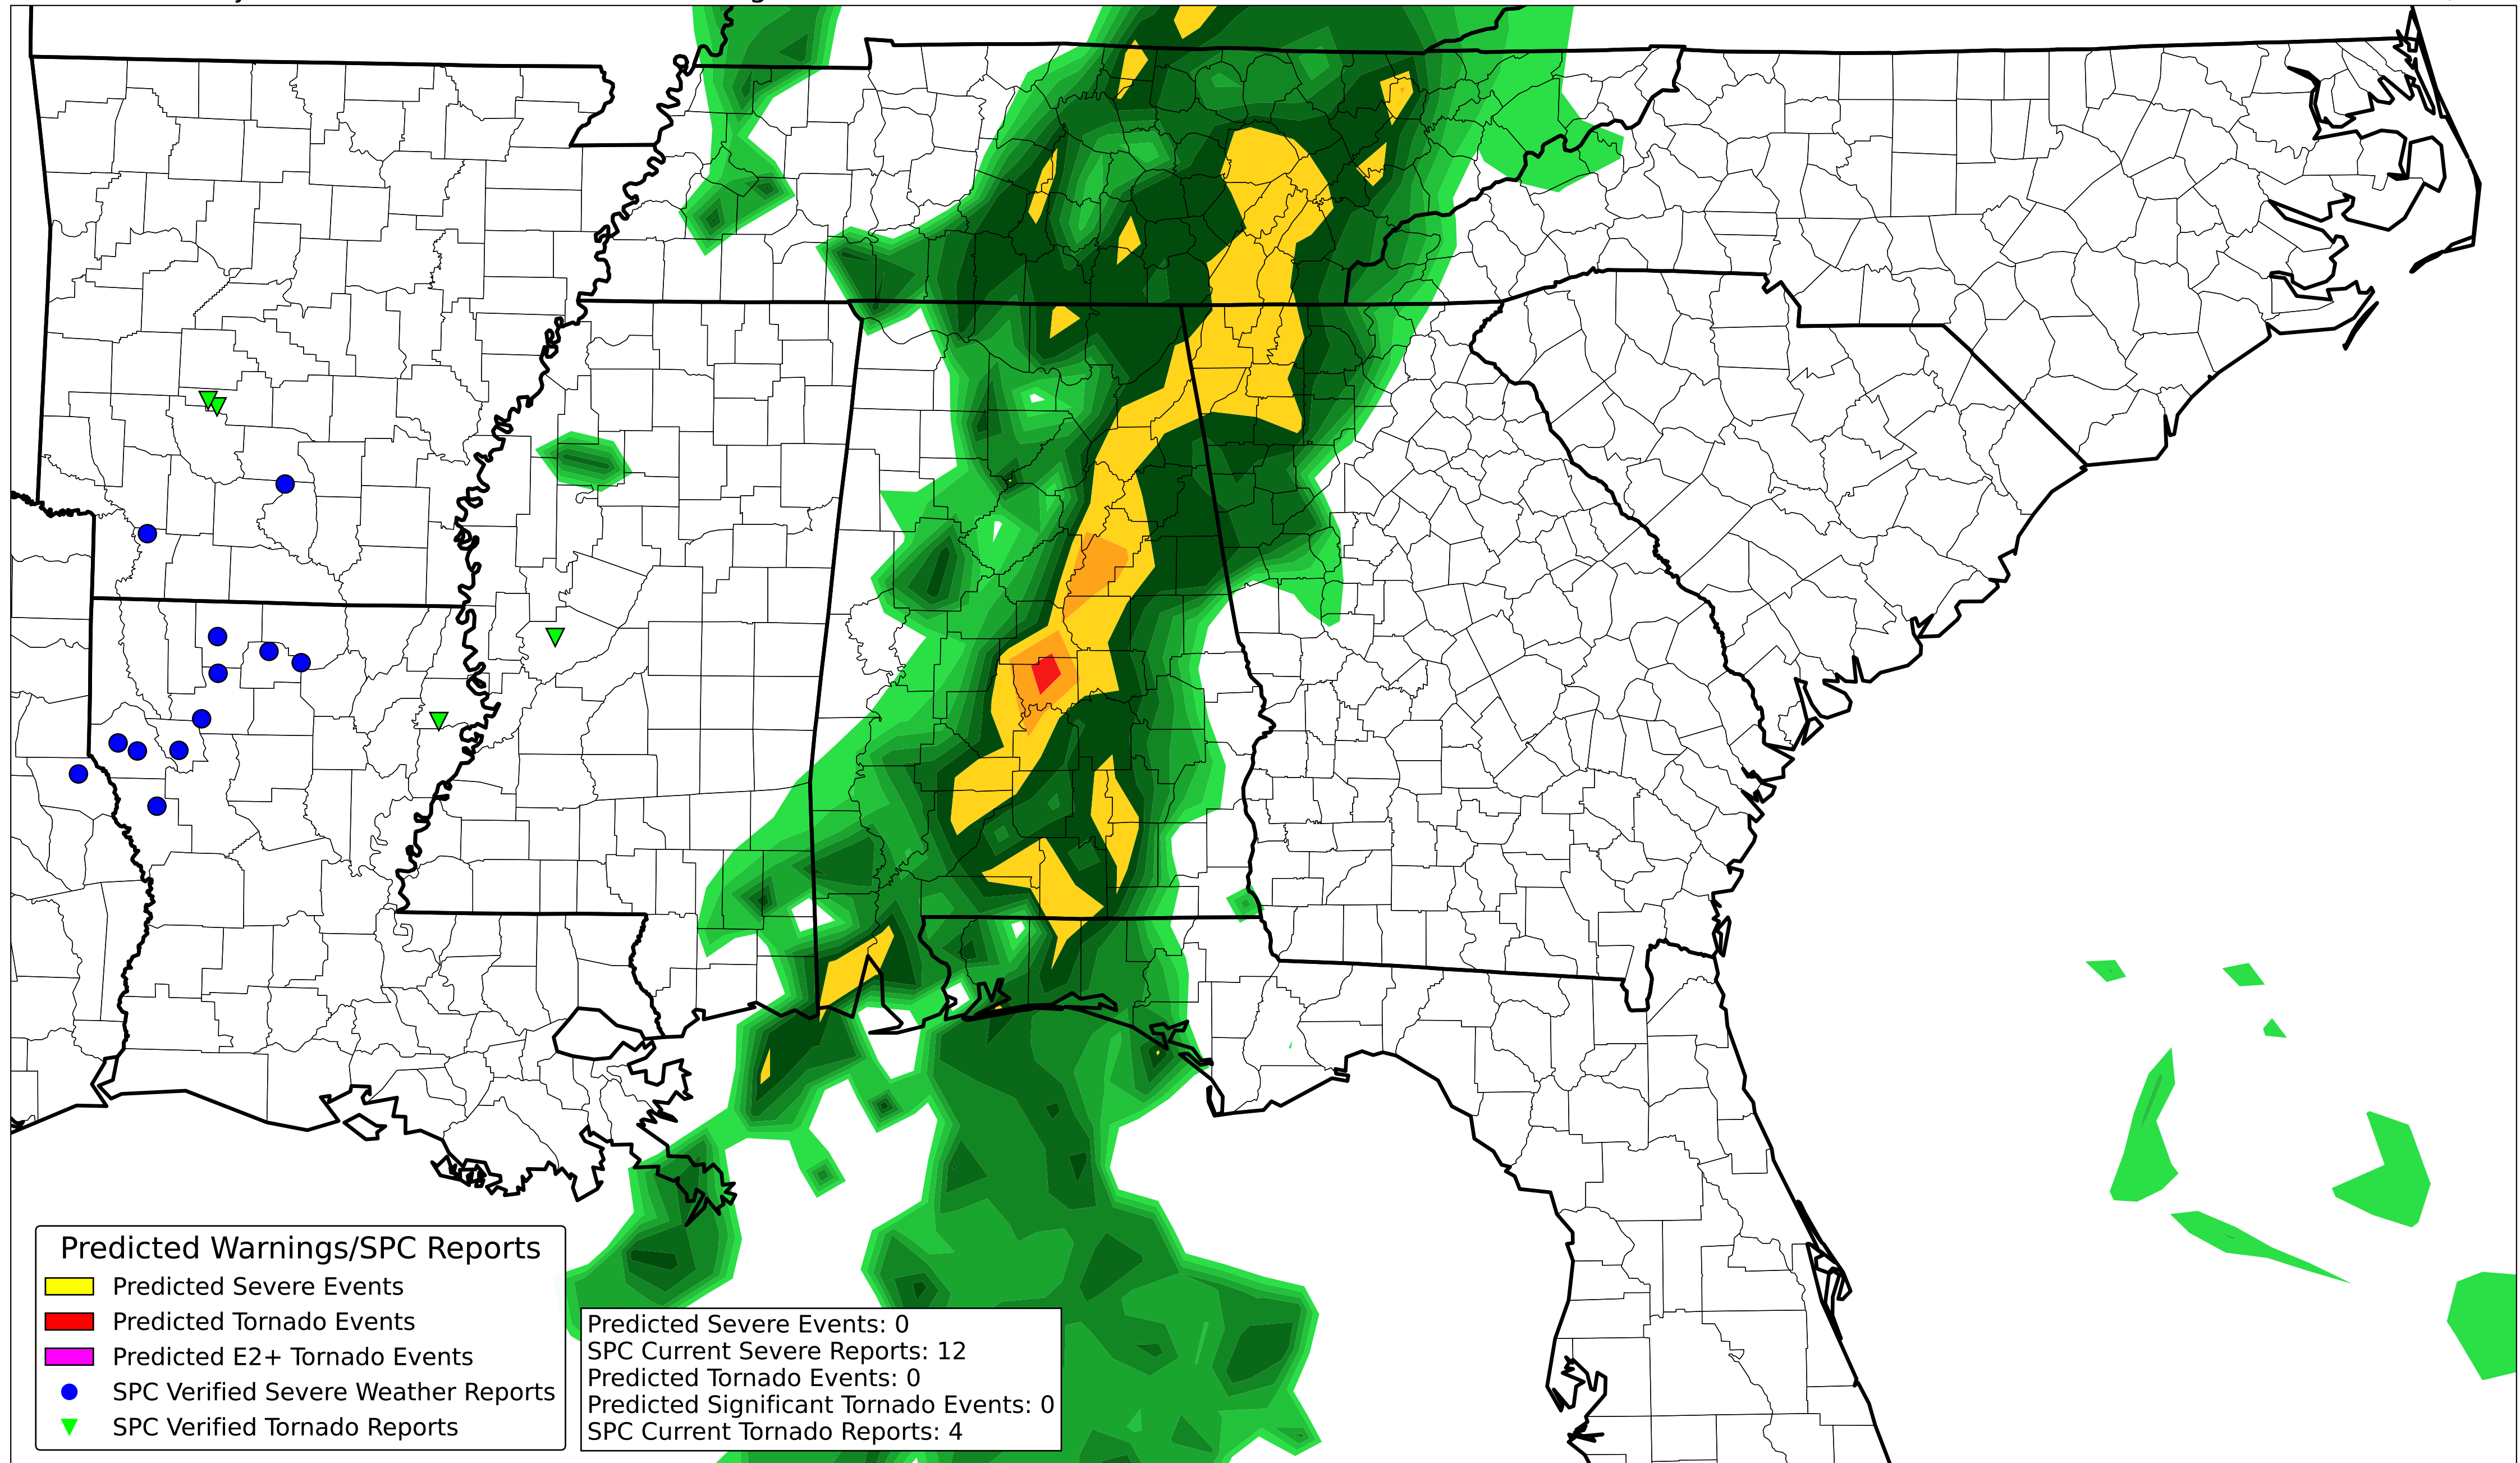 Predicted Warnings/SPC Reports
Predicted Severe Events
Predicted Tornado Events
Predicted E2+ Tornado Events
SPC Verified Severe Weather Reports
SPC Verified Tornado Reports
Predicted Severe Events: 0
SPC Current Severe Reports: 12
Predicted Tornado Events: 0
Predicted Significant Tornado Events: 0
SPC Current Tornado Reports: 4